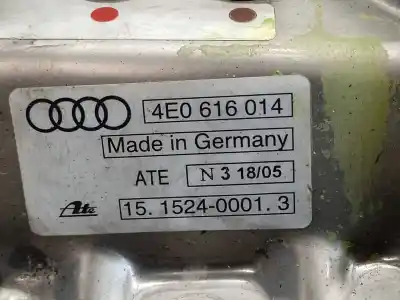 4E0 616 014
Made in Germany
ATE N 3 18/05
Ate 15.1524-0001.3